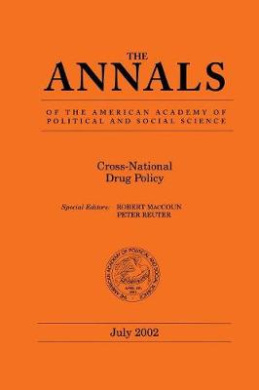 THE
ANNALS
OF THE AMERICAN ACADEMY OF
POLITICAL AND SOCIAL SCIENCE
Cross-National
Drug Policy
Special Editors: ROBERT MacCOUN
PETER REUTER
July 2002